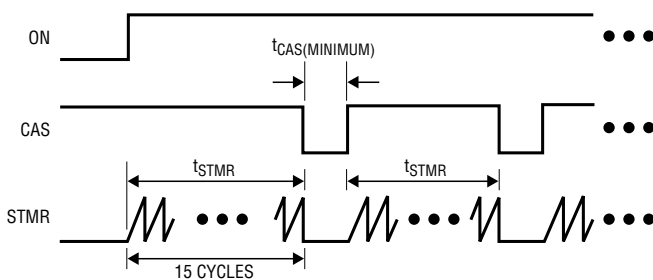 ON
tCAS(MINIMUM)
CAS
tSTMR
tSTMR
STMR
15 CYCLES